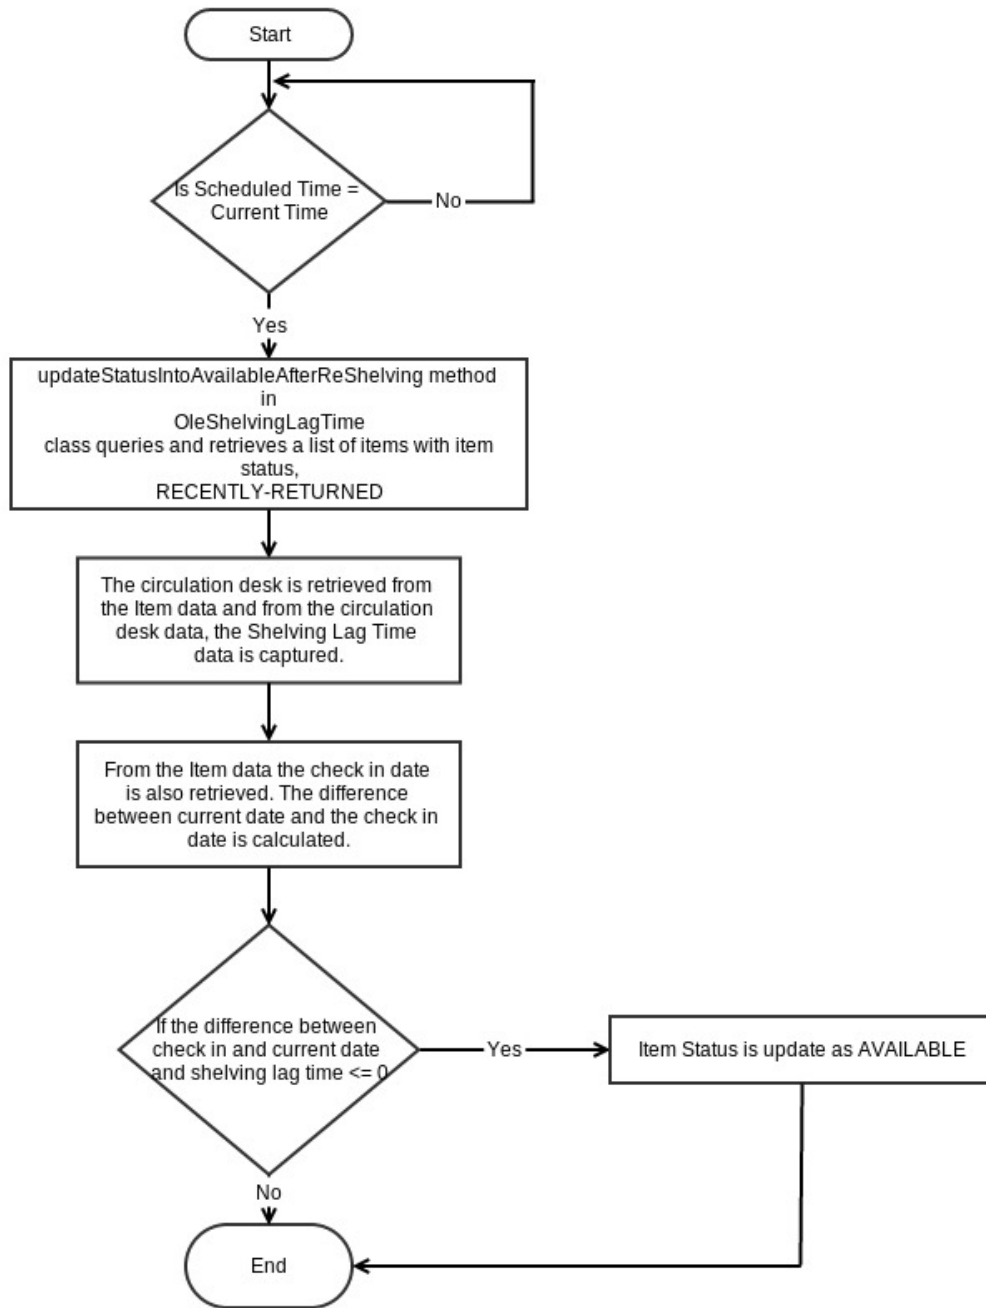 Start
Is Scheduled Time =
Current Time
No
Yes
updateStatusIntoAvailableAfterReShelving method
in
OleShelvingLagTime
class queries and retrieves a list of items with item
status,
RECENTLY-RETURNED
The circulation desk is retrieved from
the Item data and from the circulation
desk data, the Shelving Lag Time
data is captured.
From the Item data the check in date
is also retrieved. The difference
between current date and the check in
date is calculated.
If the difference between
check in and current date
and shelving lag time <= 0
Yes
Item Status is update as AVAILABLE
No
End